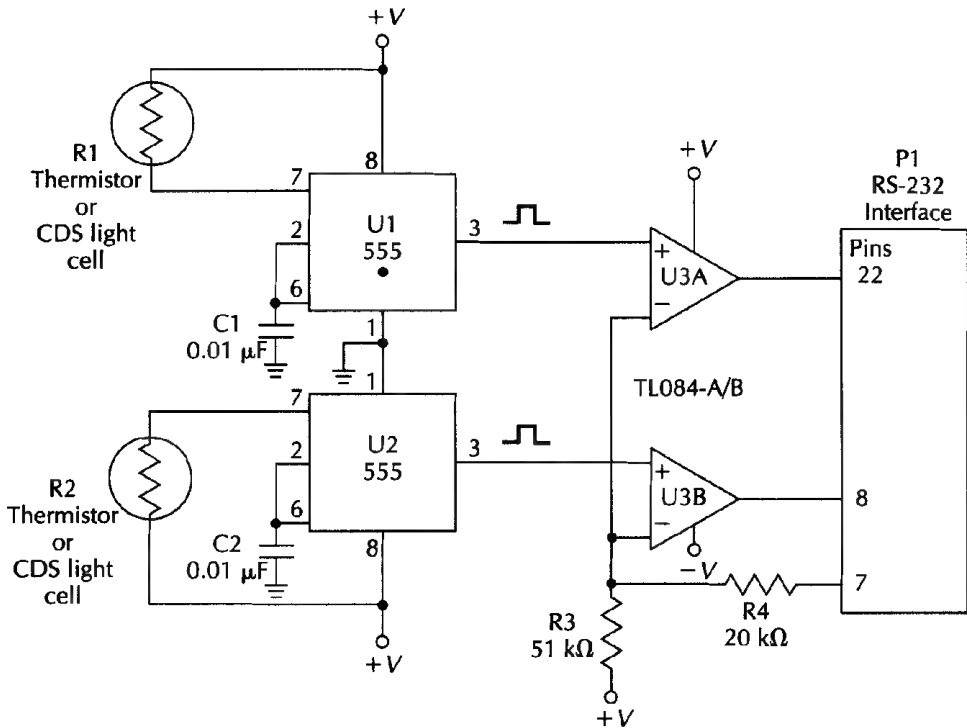 +V
R1
Thermistor
or
CDS light
cell
8
7
2
6
U1
555
3
1
C1
0.01 µF
+V
U3A
+
−
P1
RS-232
Interface
Pins
22
TL084-A/B
1
7
2
6
U2
555
3
8
R2
Thermistor
or
CDS light
cell
C2
0.01 µF
+V
+
−
U3B
−V
8
7
R3
51 kΩ
R4
20 kΩ
+V